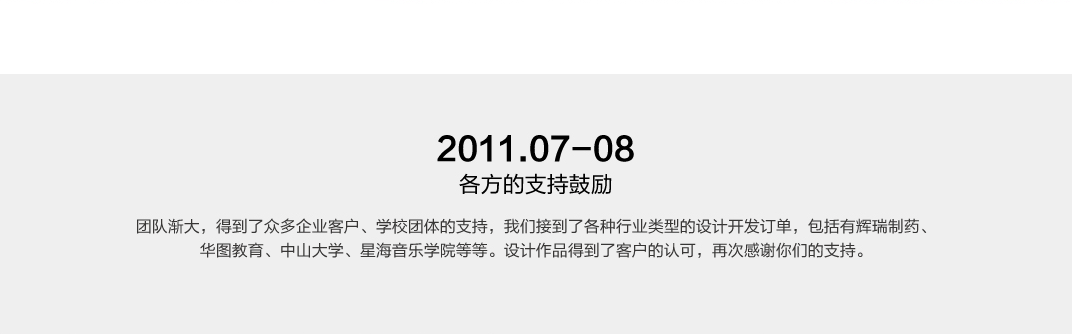 2011.07-08
各方的支持鼓励
团队渐大，得到了众多企业客户、学校团体的支持，我们接到了各种行业类型的设计开发订单，包括有辉瑞制药、
华图教育、中山大学、星海音乐学院等等。设计作品得到了客户的认可，再次感谢你们的支持。